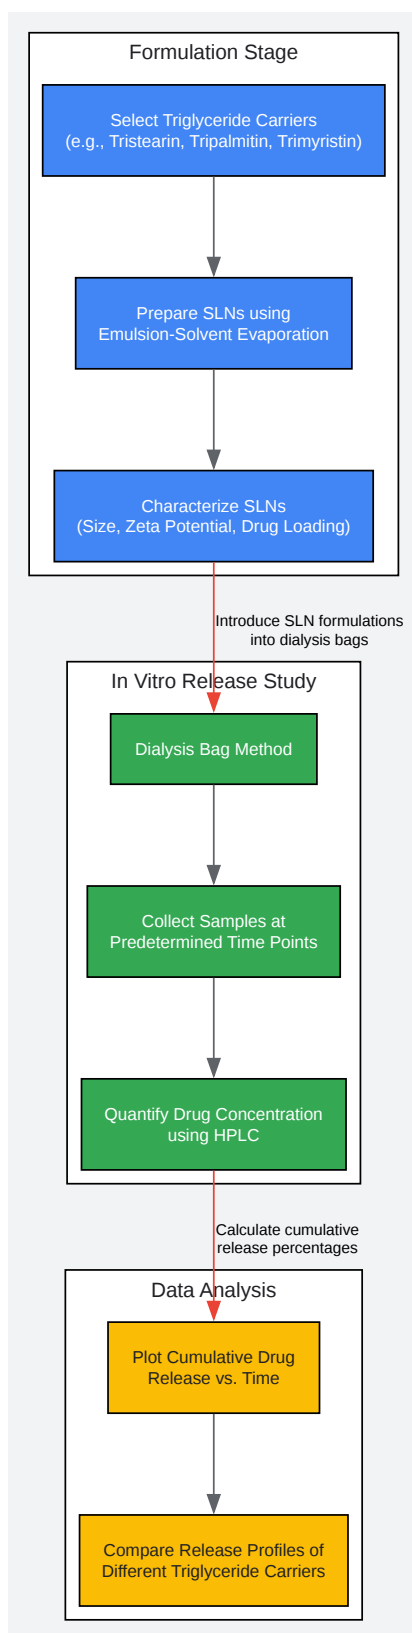 Formulation Stage
Select Triglyceride Carriers
(e.g., Tristearin, Tripalmitin, Trimyristin)
Prepare SLNs using
Emulsion-Solvent Evaporation
Characterize SLNs
(Size, Zeta Potential, Drug Loading)
Introduce SLN formulations
into dialysis bags
In Vitro Release Study
Dialysis Bag Method
Collect Samples at
Predetermined Time Points
Quantify Drug Concentration
using HPLC
Calculate cumulative
release percentages
Data Analysis
Plot Cumulative Drug
Release vs. Time
Compare Release Profiles of
Different Triglyceride Carriers